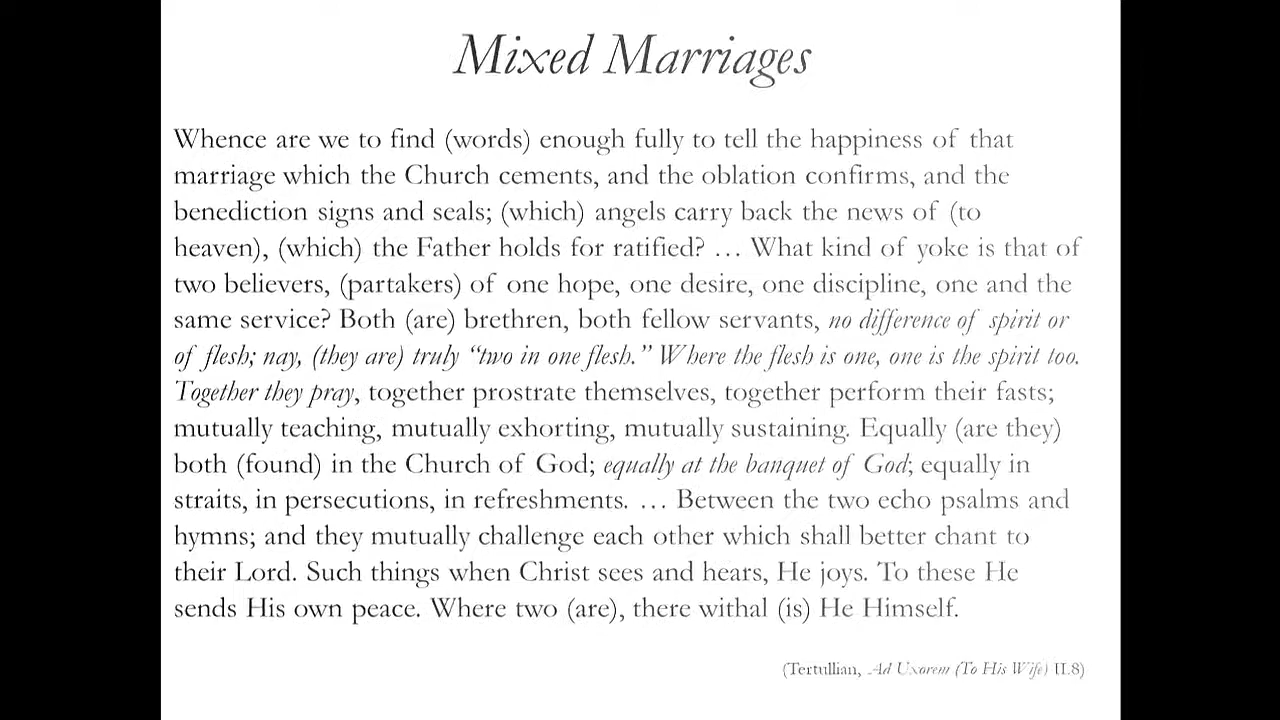 Mixed Marriages
Whence are we to find (words) enough fully to tell the happiness of that
marriage which the Church cements, and the oblation confirms, and the
benediction signs and seals; (which) angels carry back the news of (to
heaven), (which) the Father holds for ratified? … What kind of yoke is that of
two believers, (partakers) of one hope, one desire, one discipline, one and the
same service? Both (are) brethren, both fellow servants, no difference of spirit or
of flesh; nay, (they are) truly “two in one flesh.” Where the flesh is one, one is the spirit too.
Together they pray, together prostrate themselves, together perform their fasts;
mutually teaching, mutually exhorting, mutually sustaining. Equally (are they)
both (found) in the Church of God; equally at the banquet of God; equally in
straits, in persecutions, in refreshments. … Between the two echo psalms and
hymns; and they mutually challenge each other which shall better chant to
their Lord. Such things when Christ sees and hears, He joys. To these He
sends His own peace. Where two (are), there withal (is) He Himself.
(Tertullian, Ad Uxorem (To His Wife) II.8)